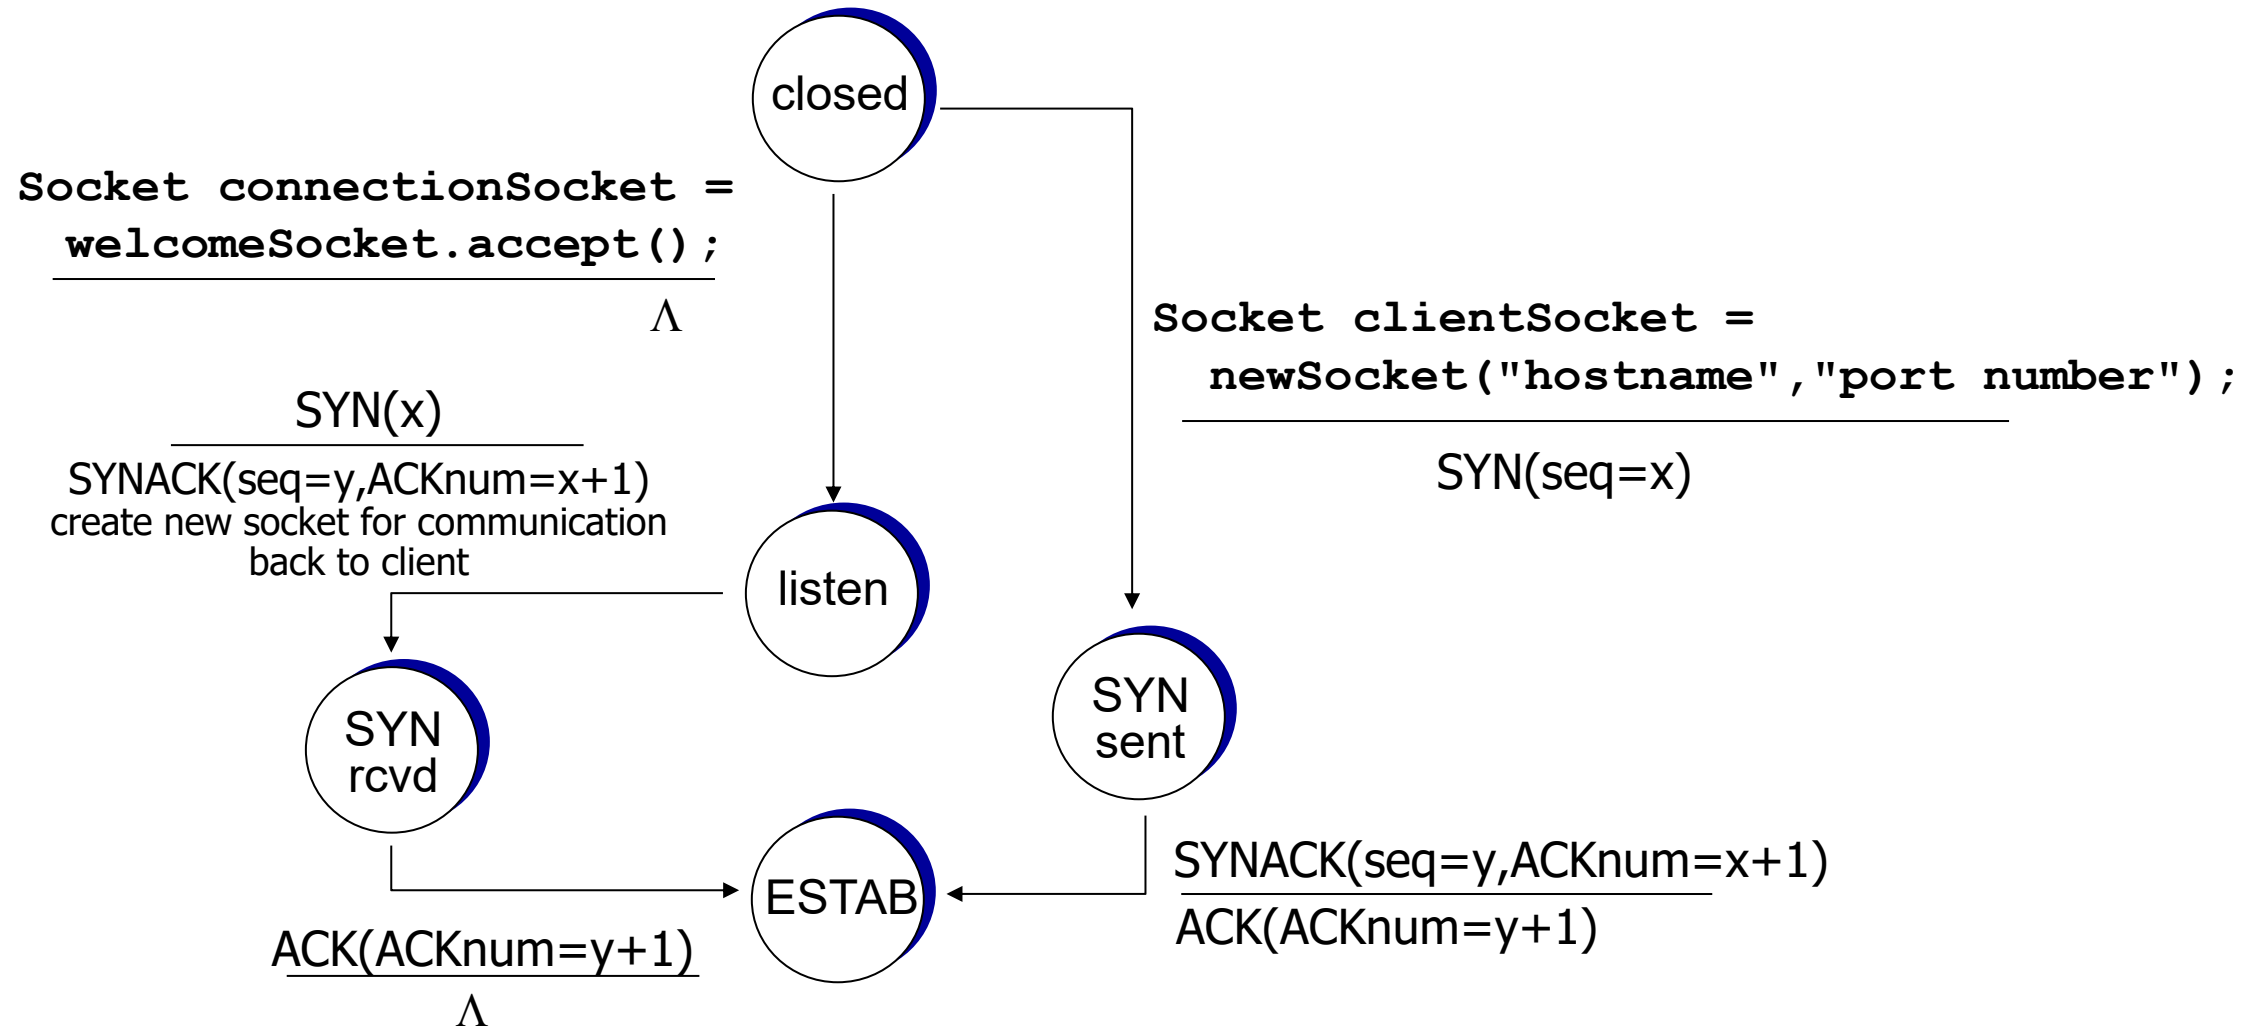 closed
Socket connectionSocket =
welcomeSocket.accept();
Λ
Socket clientSocket =
newSocket("hostname","port number");
SYN(seq=x)
SYN(x)
SYNACK(seq=y,ACKnum=x+1)
create new socket for communication
back to client
listen
SYN
rcvd
SYN
sent
ESTAB
SYNACK(seq=y,ACKnum=x+1)
ACK(ACKnum=y+1)
ACK(ACKnum=y+1)
Λ